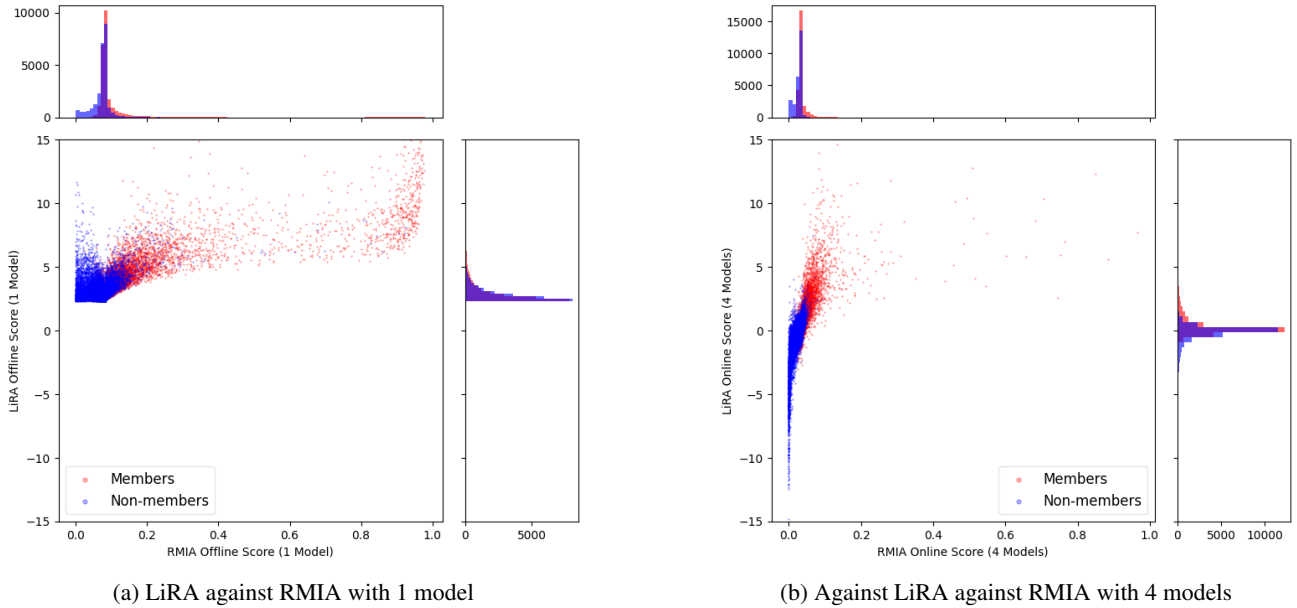 10000
5000
0
15
10
5
0
−5
−10
−15
LiRA Offline Score (1 Model)
Members
Non-members
0.0 0.2 0.4 0.6 0.8 1.0
RMIA Offline Score (1 Model)
0 5000
(a) LiRA against RMIA with 1 model
15000
10000
5000
0
15
10
5
0
−5
−10
−15
LiRA Online Score (4 Models)
Members
Non-members
0.0 0.2 0.4 0.6 0.8 1.0
RMIA Online Score (4 Models)
0 5000 10000
(b) Against LiRA against RMIA with 4 models